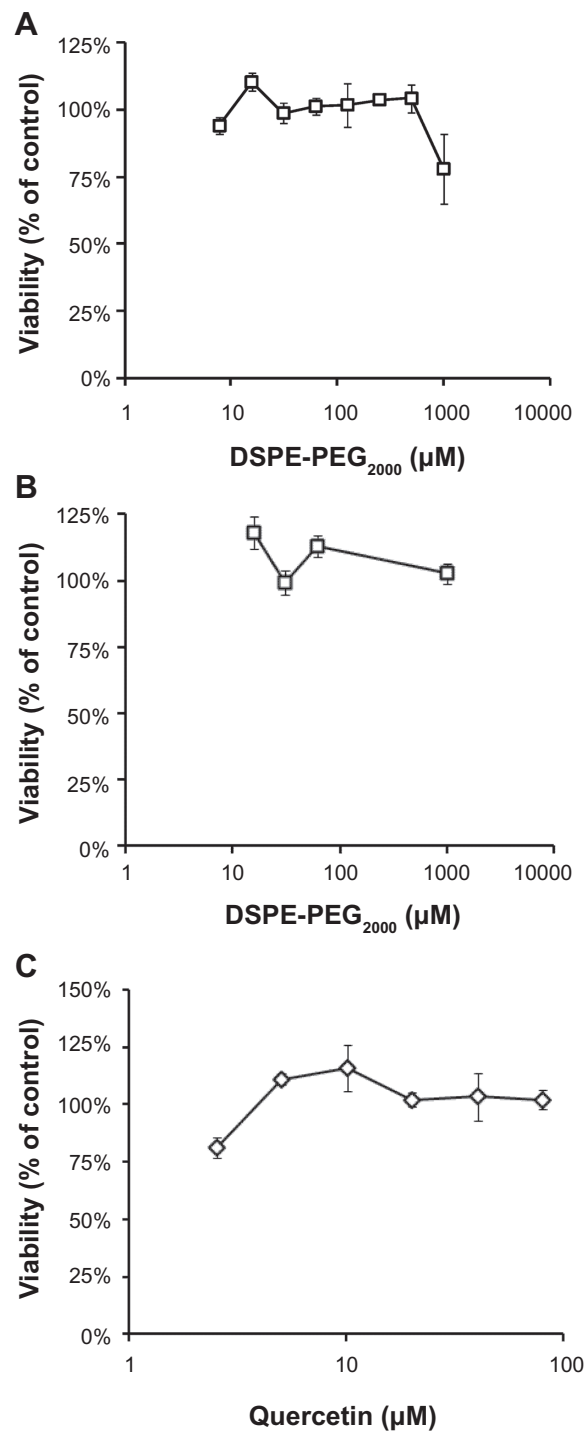 A
Viability (% of control)
125%
100%
75%
50%
25%
0%
1 10 100 1000 10000
DSPE-PEG2000 (µM)
B
Viability (% of control)
125%
100%
75%
50%
25%
0%
1 10 100 1000 10000
DSPE-PEG2000 (µM)
C
Viability (% of control)
150%
125%
100%
75%
50%
25%
0%
1 10 100
Quercetin (µM)